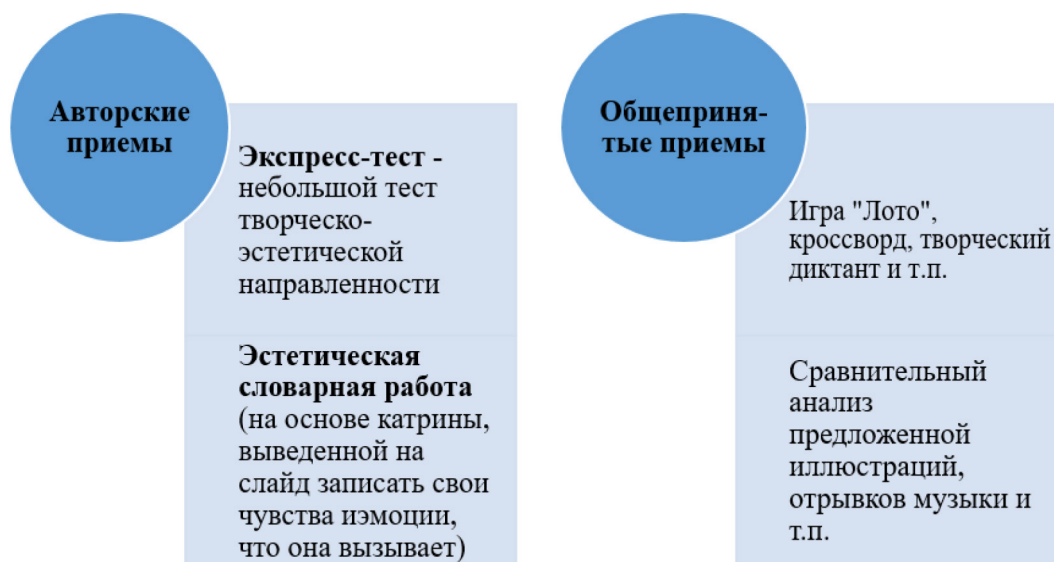 Авторские
приемы
Экспресс-тест -
небольшой тест
творческо-
эстетической
направленности
Эстетическая
словарная работа
(на основе катрины,
выведенной на
слайд записать свои
чувства иэмоции,
что она вызывает)
Общеприня-
тые приемы
Игра "Лото",
кроссворд, творческий
диктант и т.п.
Сравнительный
анализ
предложенной
иллюстраций,
отрывков музыки и
т.п.